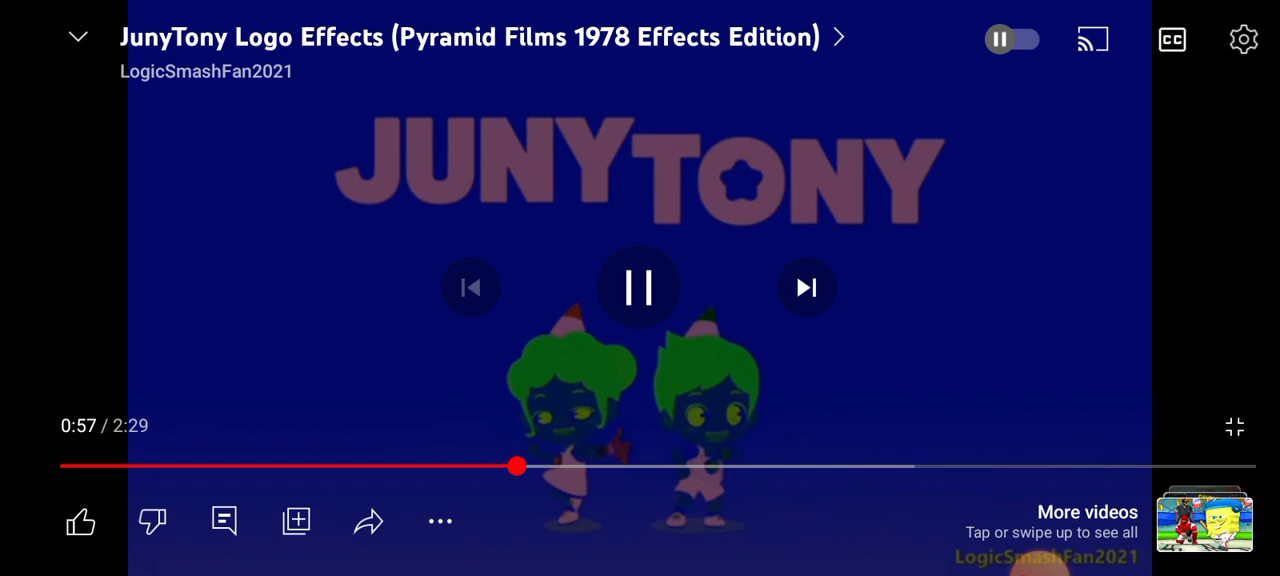 JunyTony Logo Effects (Pyramid Films 1978 Effects Edition)
LogicSmashFan2021
CC
JUNYTONY
0:57 / 2:29
More videos
Tap or swipe up to see all
LogicSmashFan2021